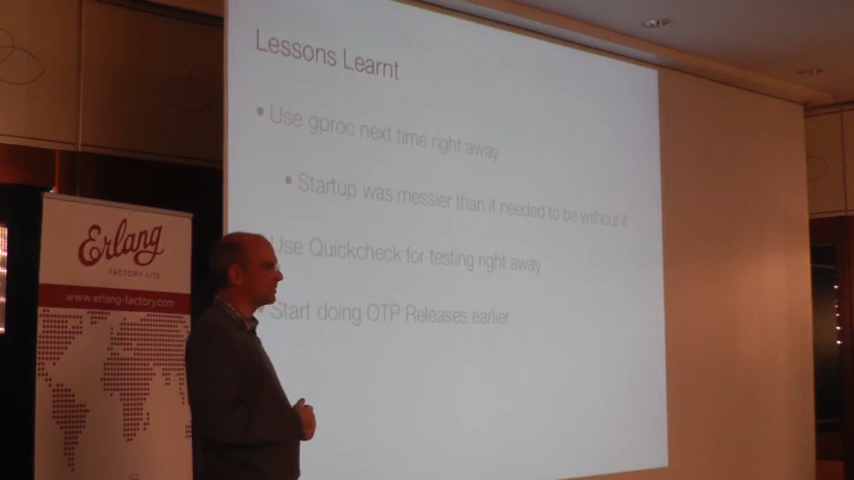 Lessons Learnt
• Use gproc next time right away
• Startup was messier than it needed to be without it
Use Quickcheck for testing right away
• Start doing OTP Releases earlier
Erlang
FACTORY LITE
www.erlang-factory.com